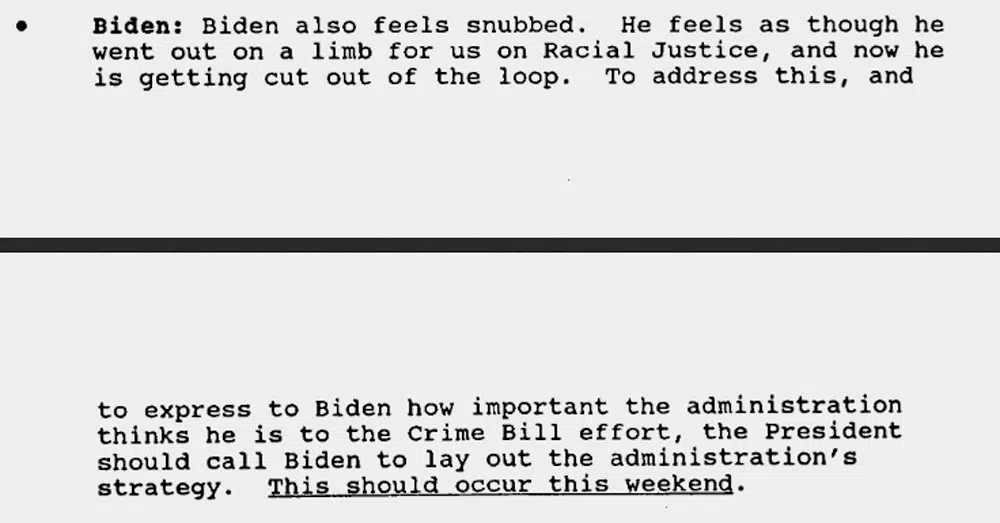 • Biden: Biden also feels snubbed. He feels as though he
went out on a limb for us on Racial Justice, and now he
is getting cut out of the loop. To address this, and
to express to Biden how important the administration
thinks he is to the Crime Bill effort, the President
should call Biden to lay out the administration's
strategy. This should occur this weekend.